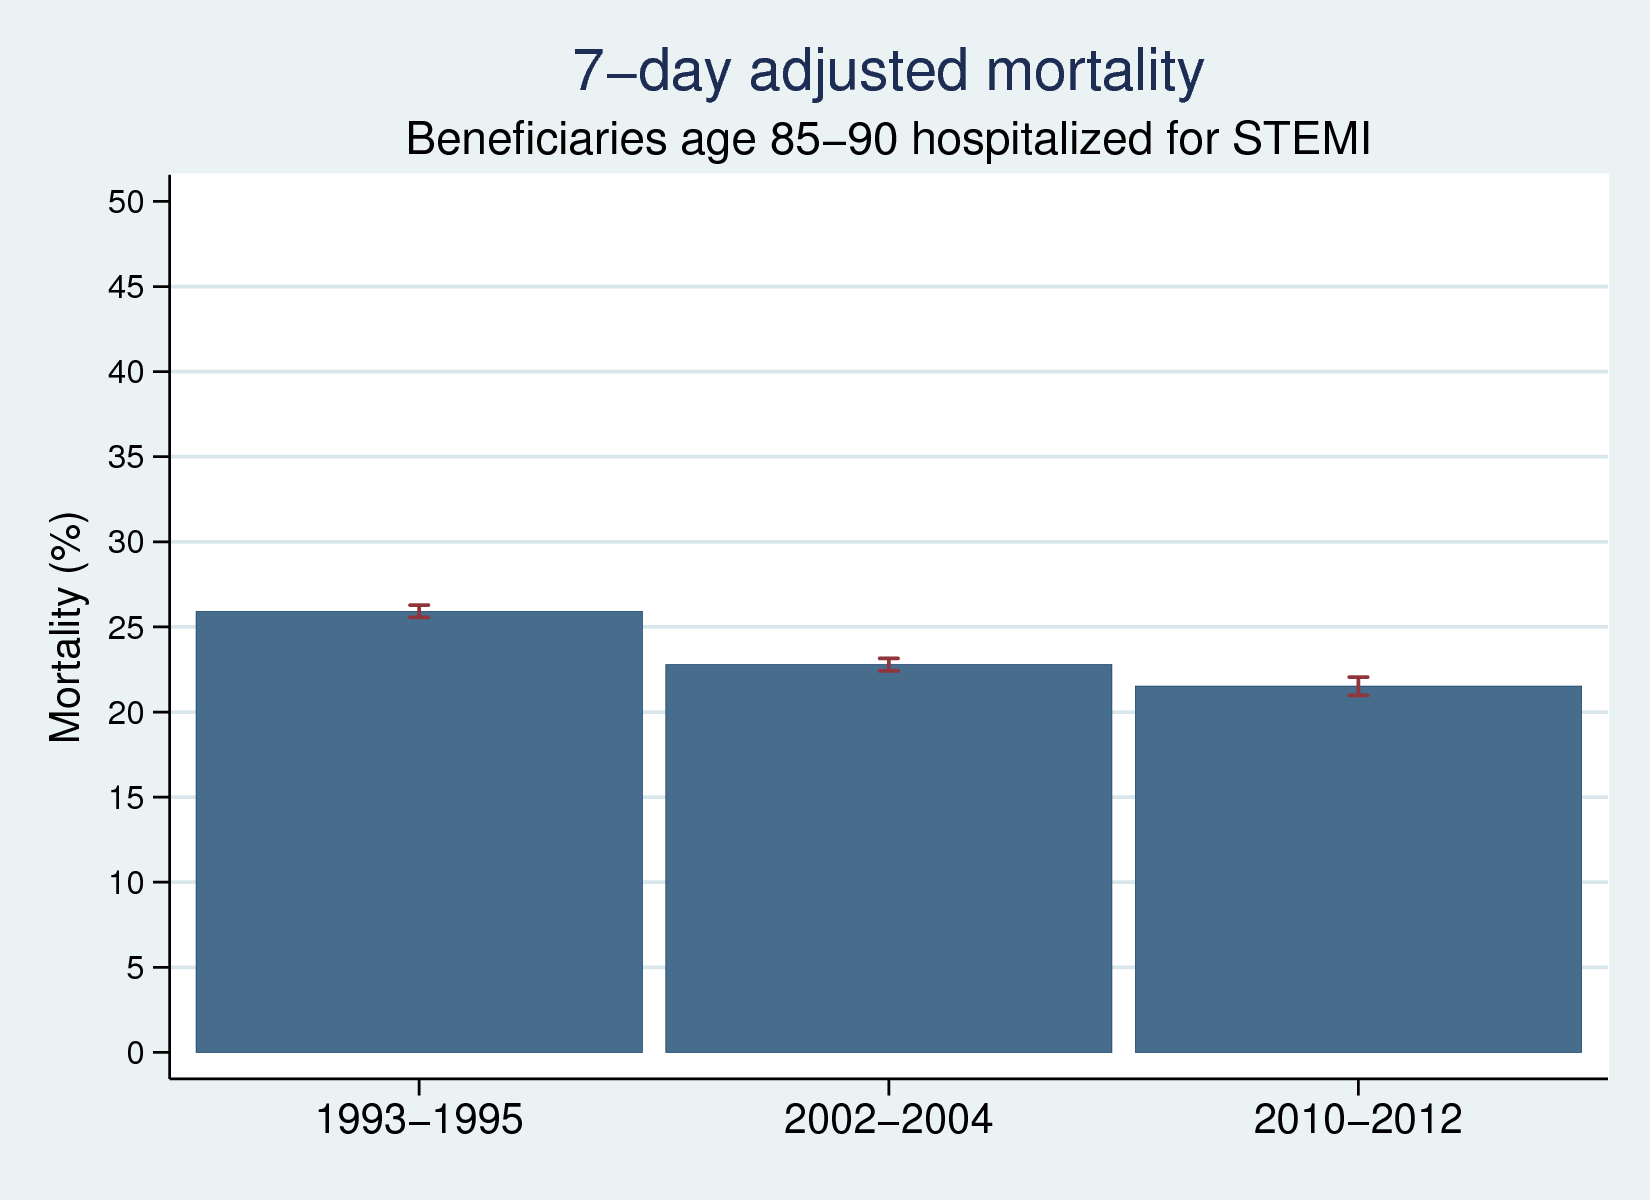 7–day adjusted mortality
Beneficiaries age 85–90 hospitalized for STEMI
Mortality (%)
50
45
40
35
30
25
20
15
10
5
0
1993–1995 2002–2004 2010–2012